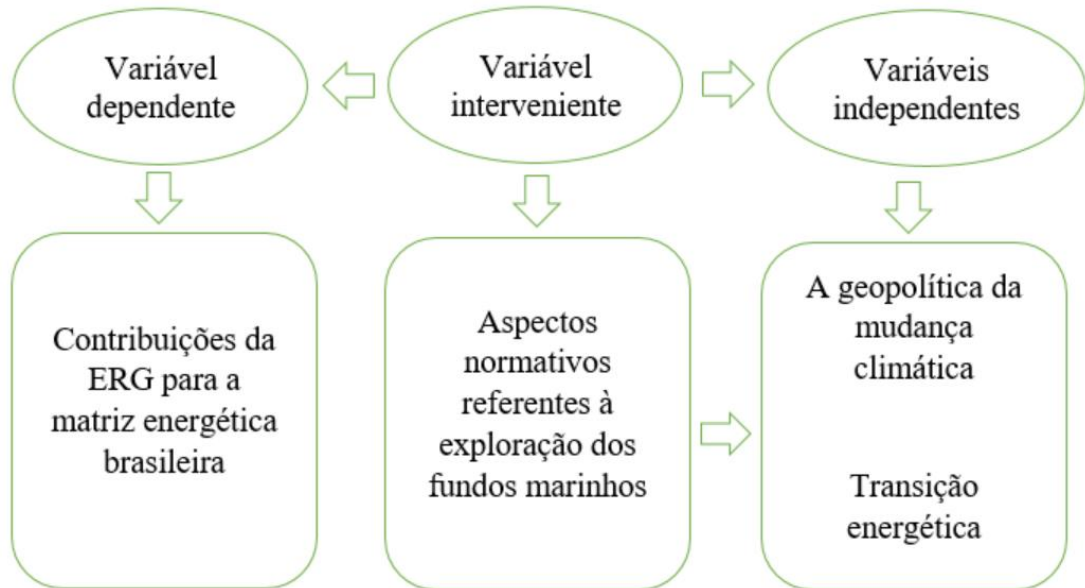 Variável
dependente
Variável
interveniente
Variáveis
independentes
Contribuições da
ERG para a
matriz energética
brasileira
Aspectos
normativos
referentes à
exploração dos
fundos marinhos
A geopolítica da
mudança
climática
Transição
energética